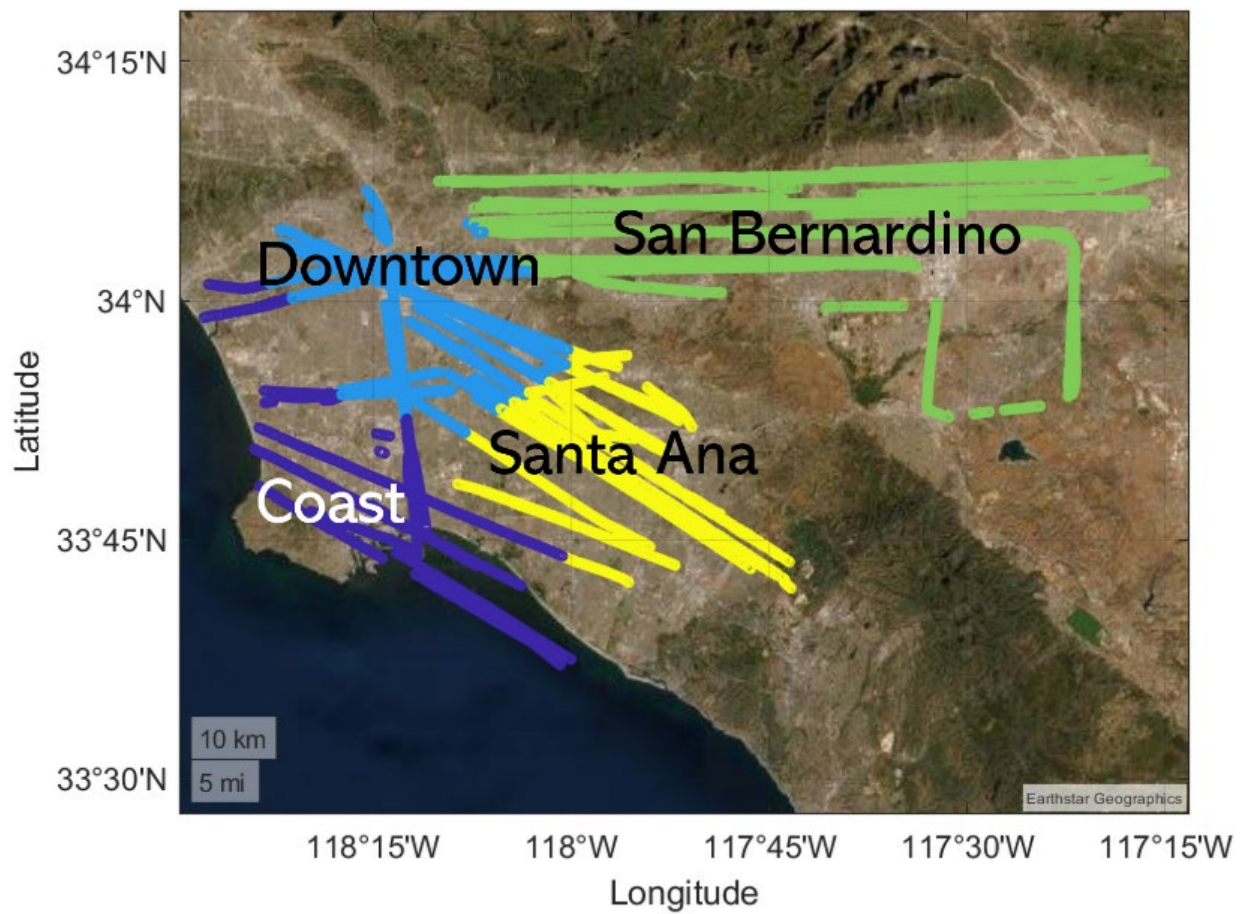 34°15'N
San Bernardino
Downtown
34°N
Latitude
Santa Ana
Coast
33°45'N
10 km
5 mi
33°30'N
Earthstar Geographics
118°15'W 118°W 117°45'W 117°30'W 117°15'W
Longitude